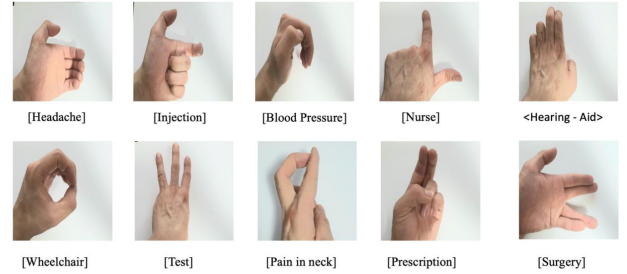 [Headache] [Injection] [Blood Pressure] [Nurse] <Hearing - Aid>
[Wheelchair] [Test] [Pain in neck] [Prescription] [Surgery]